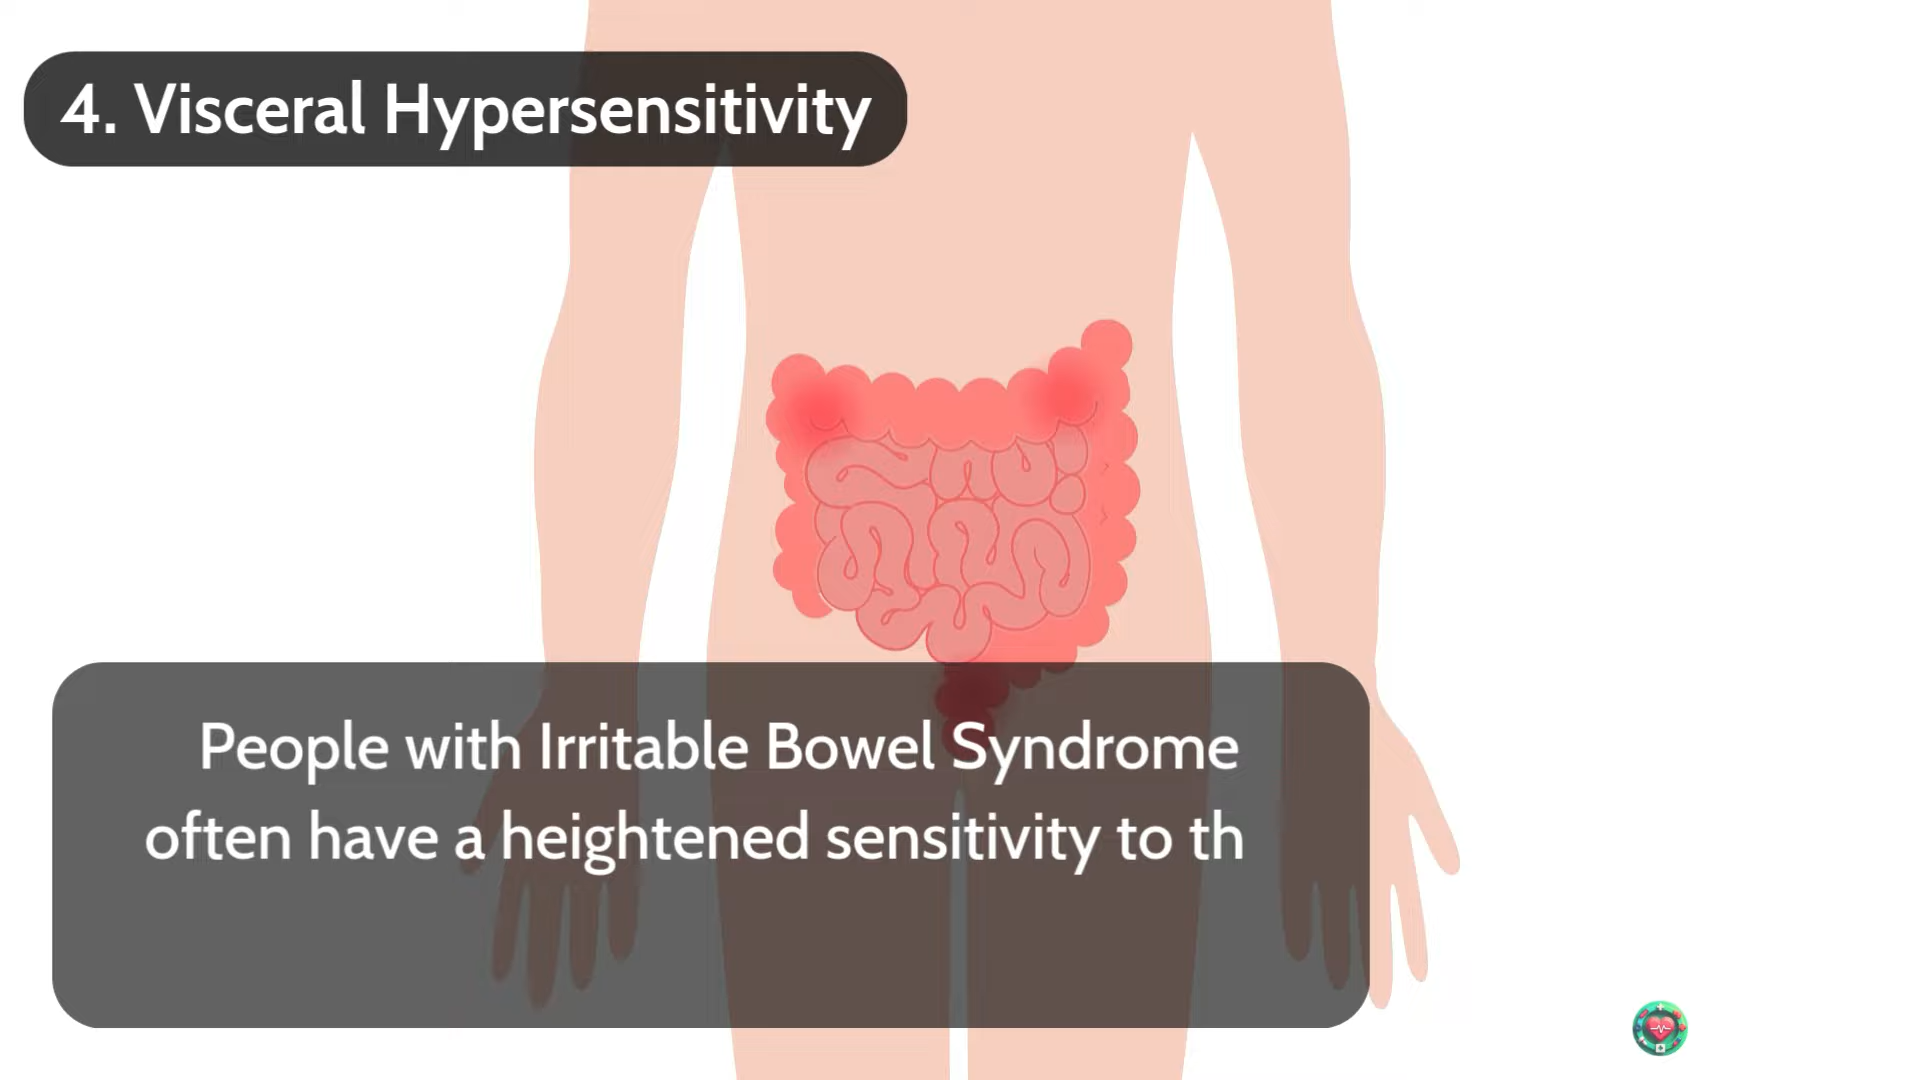 4. Visceral Hypersensitivity
People with Irritable Bowel Syndrome
often have a heightened sensitivity to th